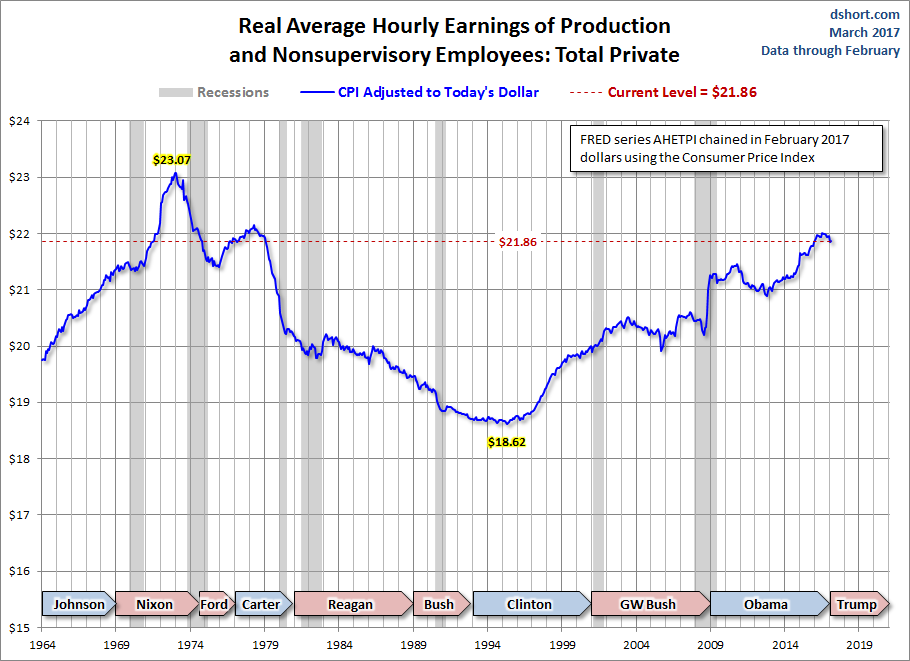 Real Average Hourly Earnings of Production
and Nonsupervisory Employees: Total Private
dshort.com
March 2017
Data through February
Recessions
CPI Adjusted to Today's Dollar
Current Level = $21.86
FRED series AHETPI chained in February 2017
dollars using the Consumer Price Index
$24
$23
$22
$21
$20
$19
$18
$17
$16
$15
$23.07
$21.86
$18.62
Johnson
Nixon
Ford
Carter
Reagan
Bush
Clinton
GW Bush
Obama
Trump
1964
1969
1974
1979
1984
1989
1994
1999
2004
2009
2014
2019